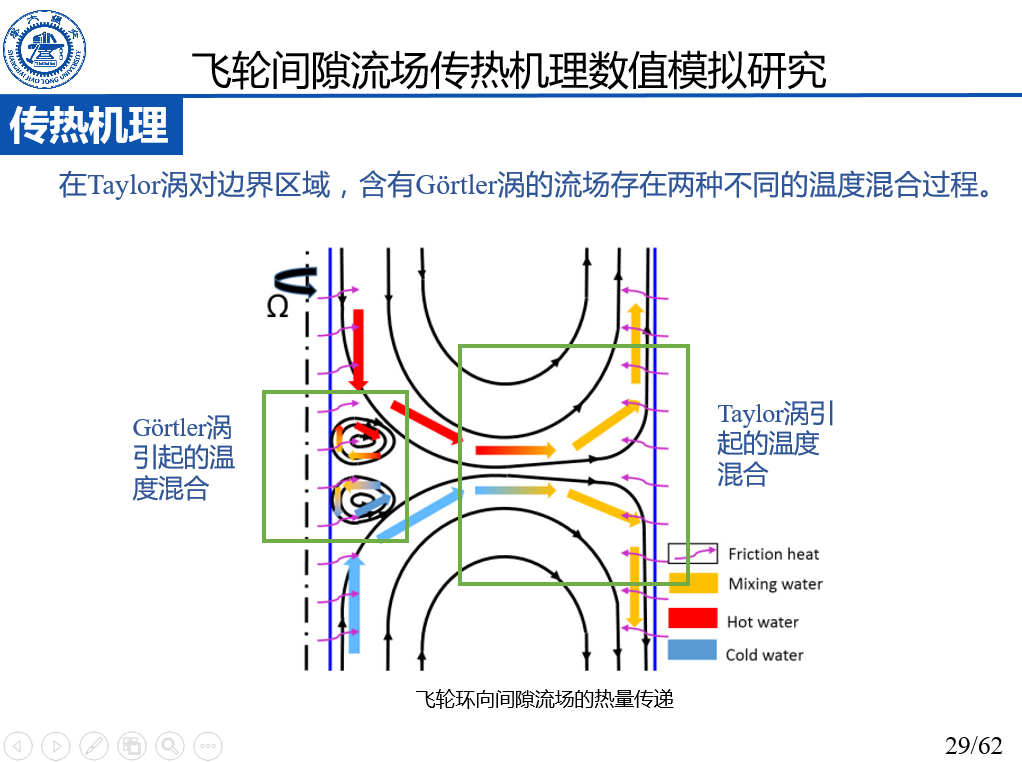 飞轮间隙流场传热机理数值模拟研究
传热机理
在Taylor涡对边界区域，含有Görtler涡的流场存在两种不同的温度混合过程。
Ω
Görtler涡
引起的温
度混合
Taylor涡引
起的温度
混合
Friction heat
Mixing water
Hot water
Cold water
飞轮环向间隙流场的热量传递
29/62
SHANGHAI JIAO TONG UNIVERSITY